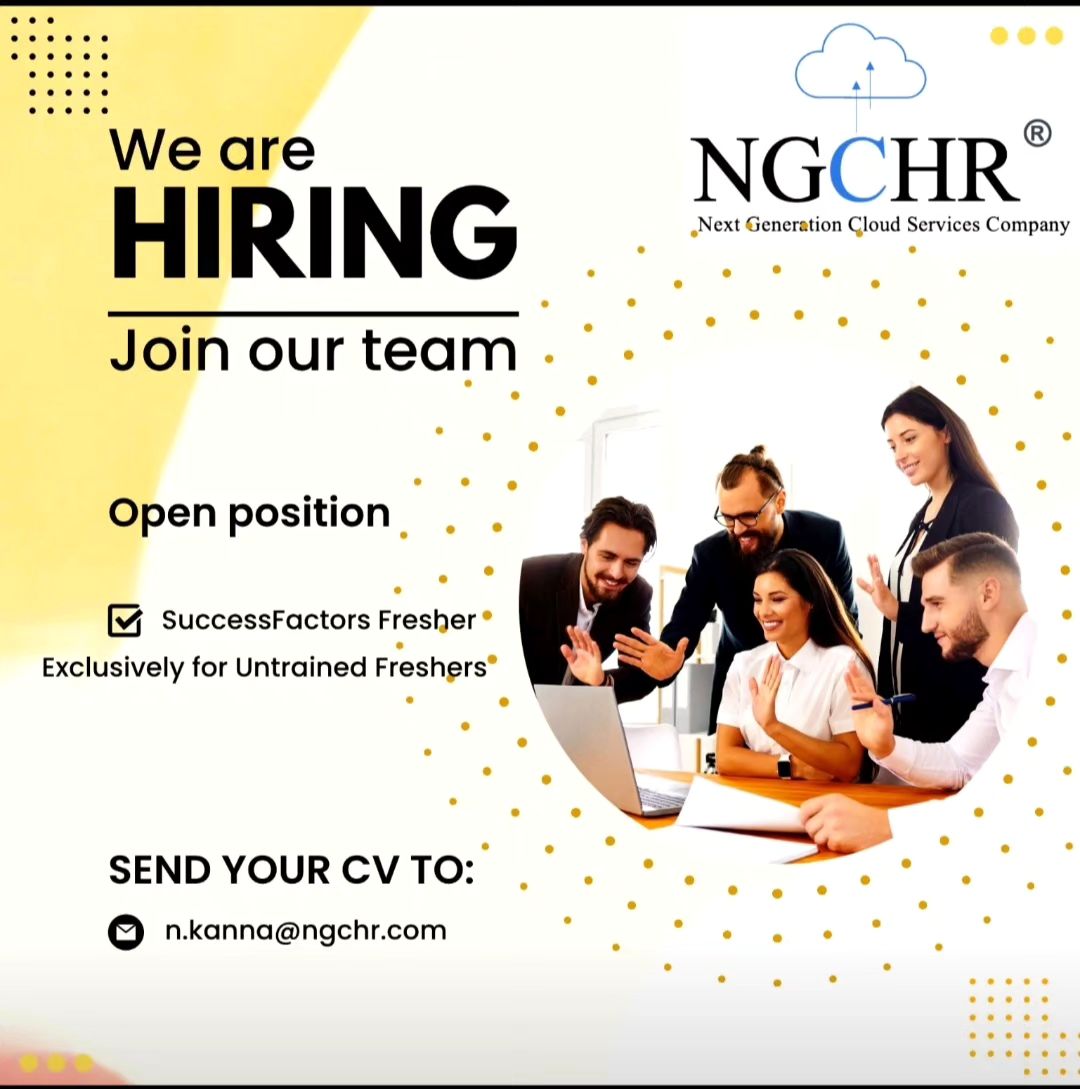 We are
HIRING
Join our team
NGCHR®
Next Generation Cloud Services Company
Open position
SuccessFactors Fresher
Exclusively for Untrained Freshers
SEND YOUR CV TO:
n.kanna@ngchr.com